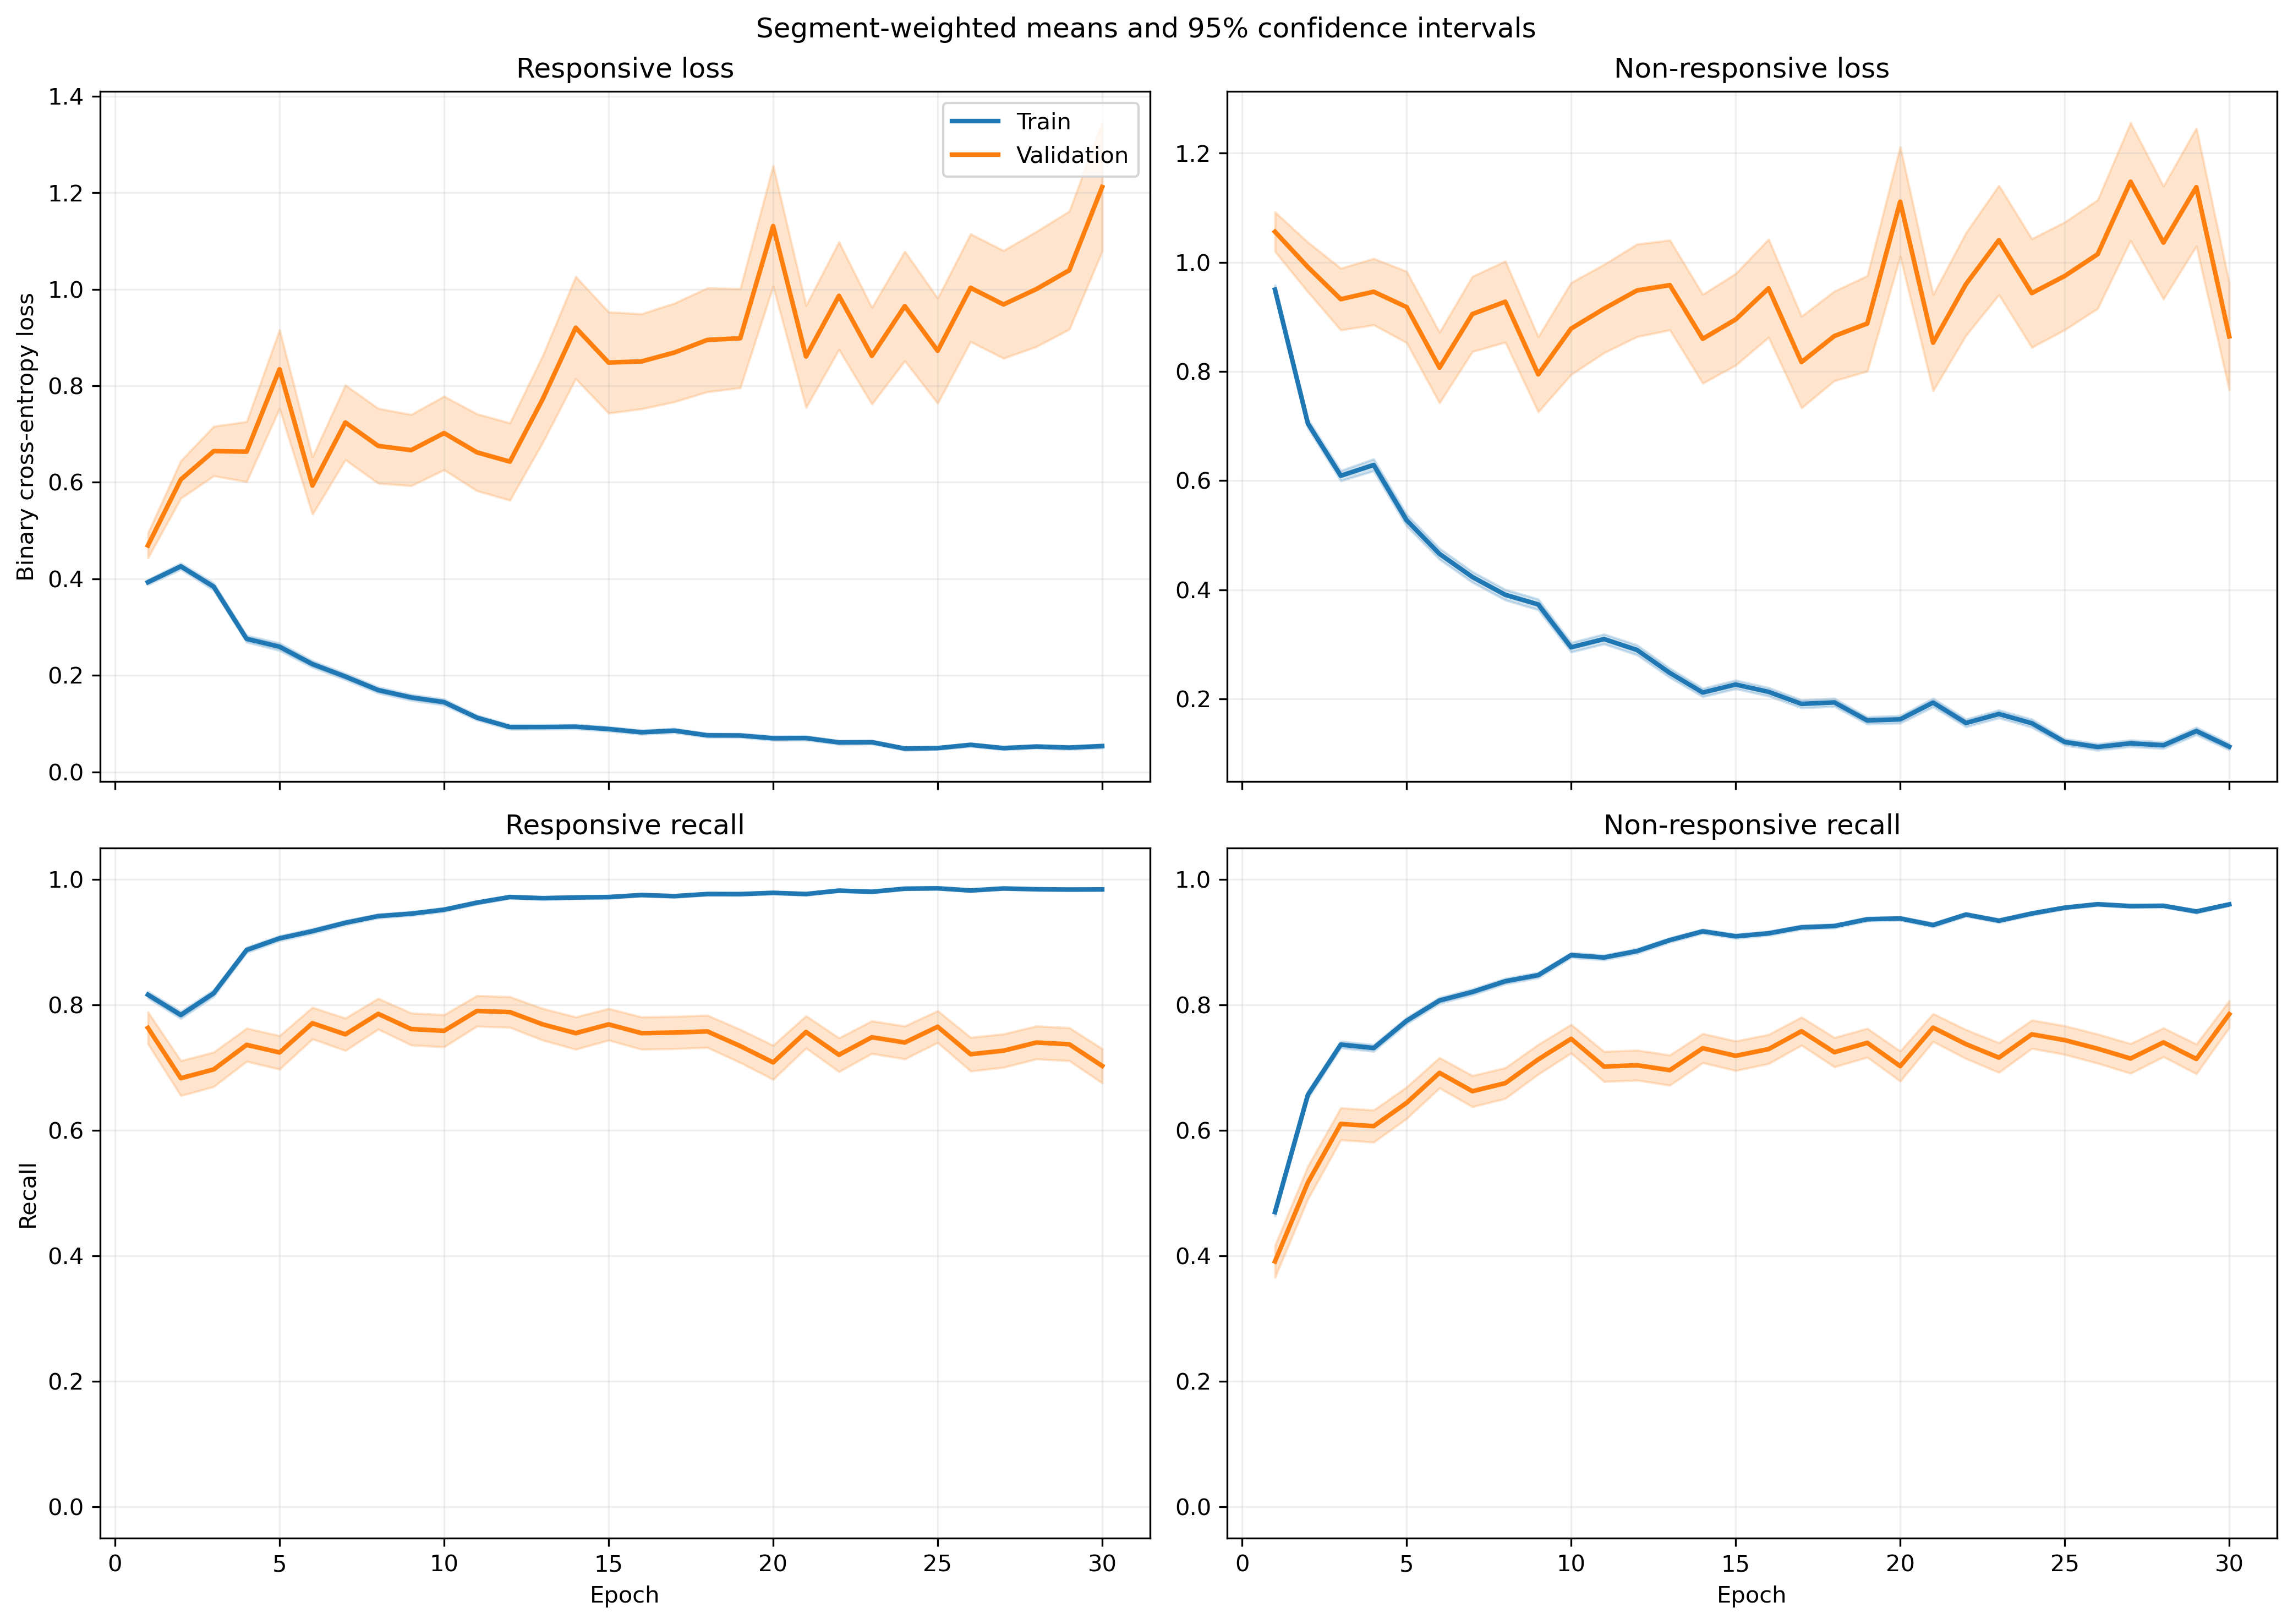 Segment-weighted means and 95% confidence intervals
Responsive loss
Non-responsive loss
Binary cross-entropy loss
1.4
1.2
1.0
0.8
0.6
0.4
0.2
0.0
Train
Validation
1.2
1.0
0.8
0.6
0.4
0.2
Responsive recall
Non-responsive recall
Recall
1.0
0.8
0.6
0.4
0.2
0.0
0 5 10 15 20 25 30
Epoch
1.0
0.8
0.6
0.4
0.2
0.0
0 5 10 15 20 25 30
Epoch